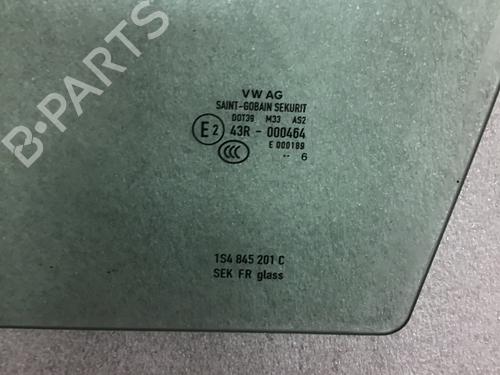 B-PARTS
VW AG
SAINT-GOBAIN SEKURIT
DOT39 M33 AS2
E2 43R - 000464
CCC E 000189
·· 6
1S4 845 201 C
SEK FR glass